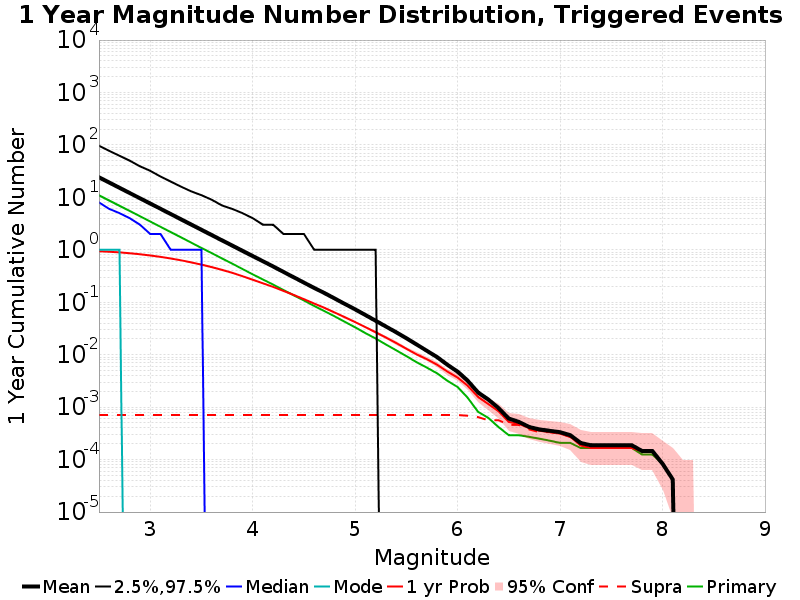 1 Year Magnitude Number Distribution, Triggered Events
1 Year Cumulative Number
10^4
10^3
10^2
10^1
10^0
10^-1
10^-2
10^-3
10^-4
10^-5
3 4 5 6 7 8 9
Magnitude
Mean 2.5%,97.5% Median Mode 1 yr Prob 95% Conf Supra Primary